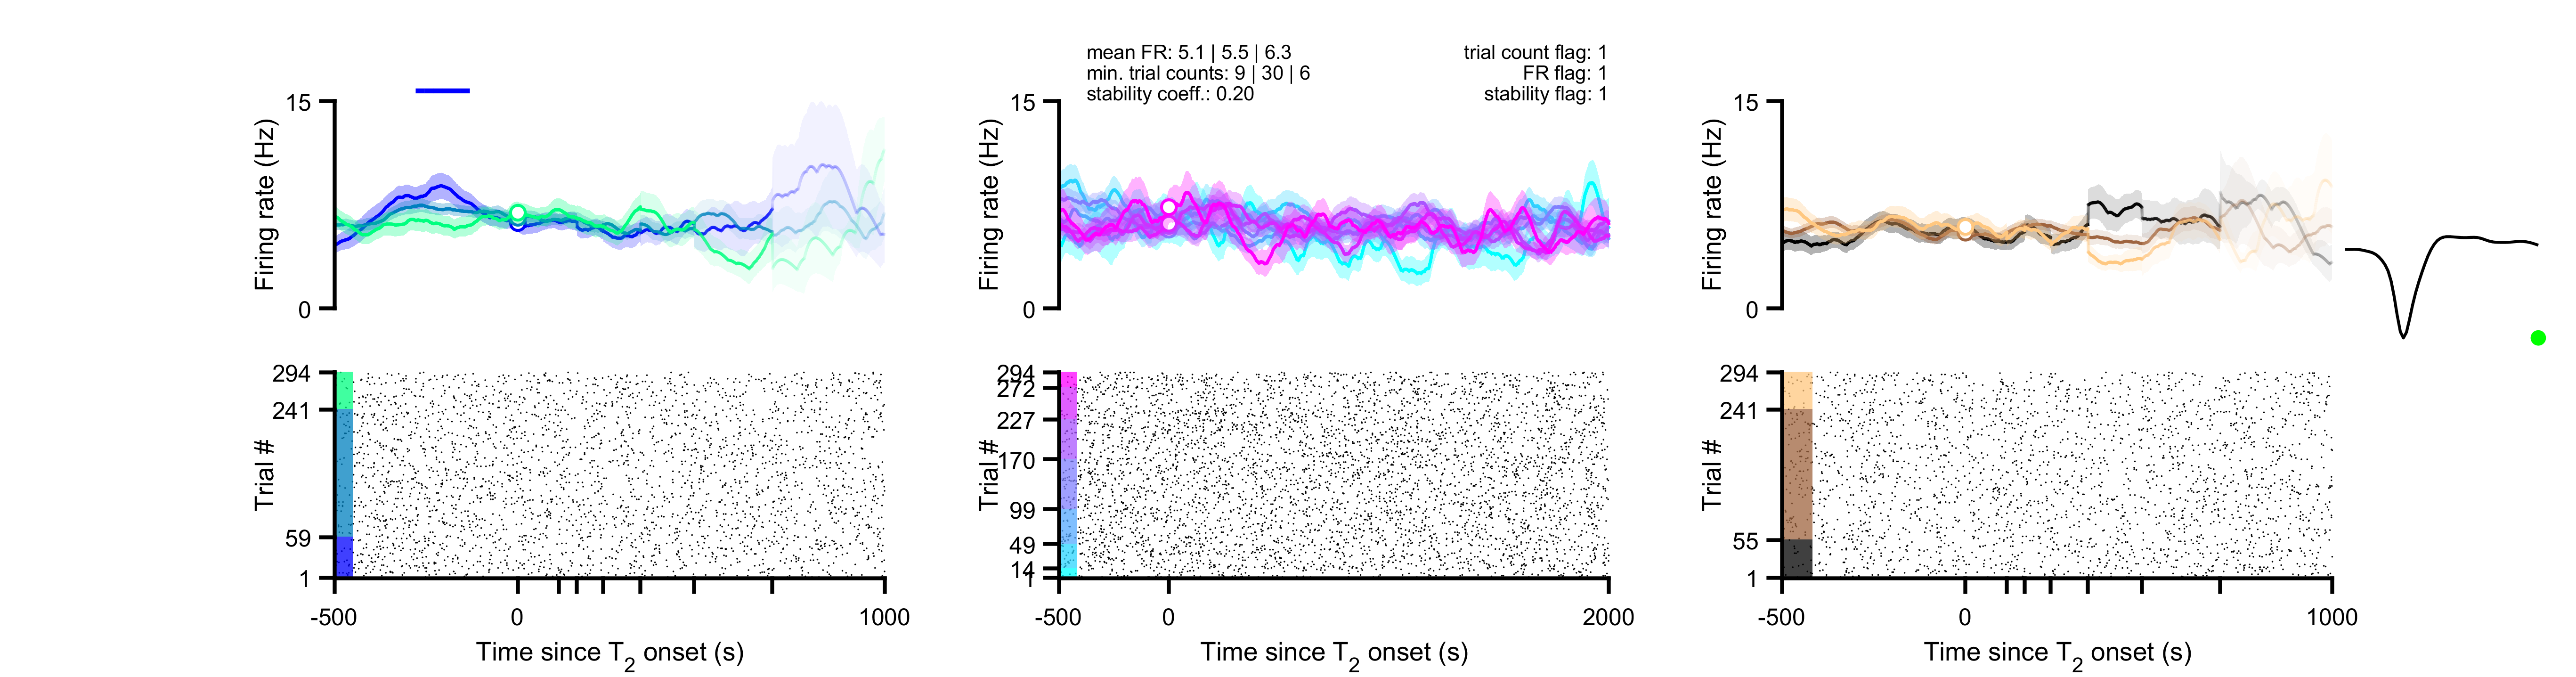 mean FR: 5.1 | 5.5 | 6.3
min. trial counts: 9 | 30 | 6
stability coeff.: 0.20
trial count flag: 1
FR flag: 1
stability flag: 1
15
0
Firing rate (Hz)
15
0
Firing rate (Hz)
15
0
Firing rate (Hz)
294
241
59
1
Trial #
-500
0
1000
Time since T2 onset (s)
294
272
227
170
99
49
14
Trial #
-500
0
2000
Time since T2 onset (s)
294
241
55
1
Trial #
-500
0
1000
Time since T2 onset (s)